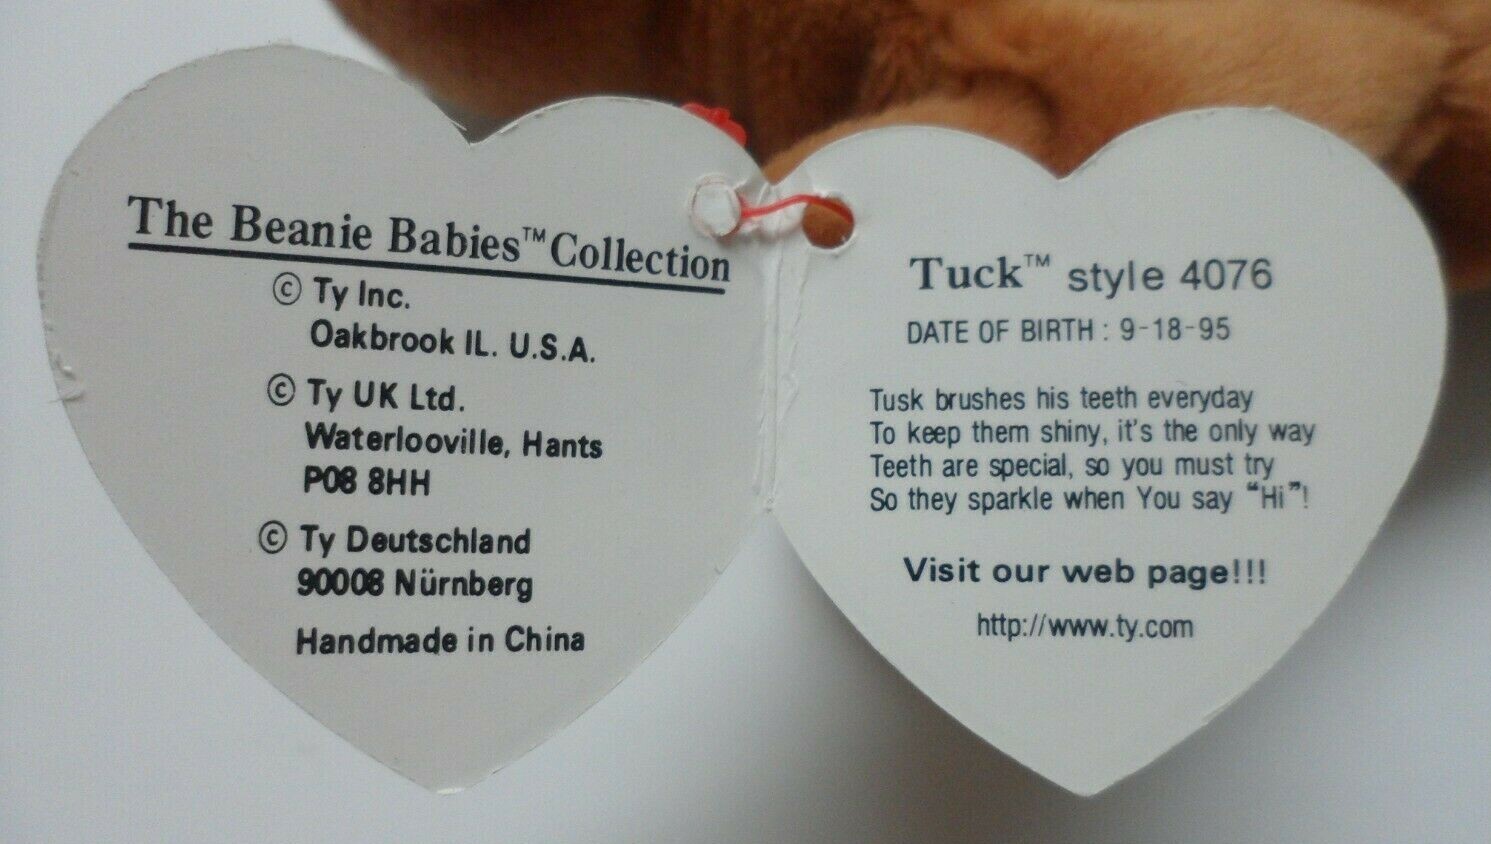 The Beanie Babies™ Collection
© Ty Inc.
Oakbrook IL. U.S.A.
© Ty UK Ltd.
Waterlooville, Hants
P08 8HH
© Ty Deutschland
90008 Nürnberg
Handmade in China
Tuck™ style 4076
DATE OF BIRTH : 9-18-95
Tusk brushes his teeth everyday
To keep them shiny, it's the only way
Teeth are special, so you must try
So they sparkle when You say “Hi”!
Visit our web page!!!
http://www.ty.com